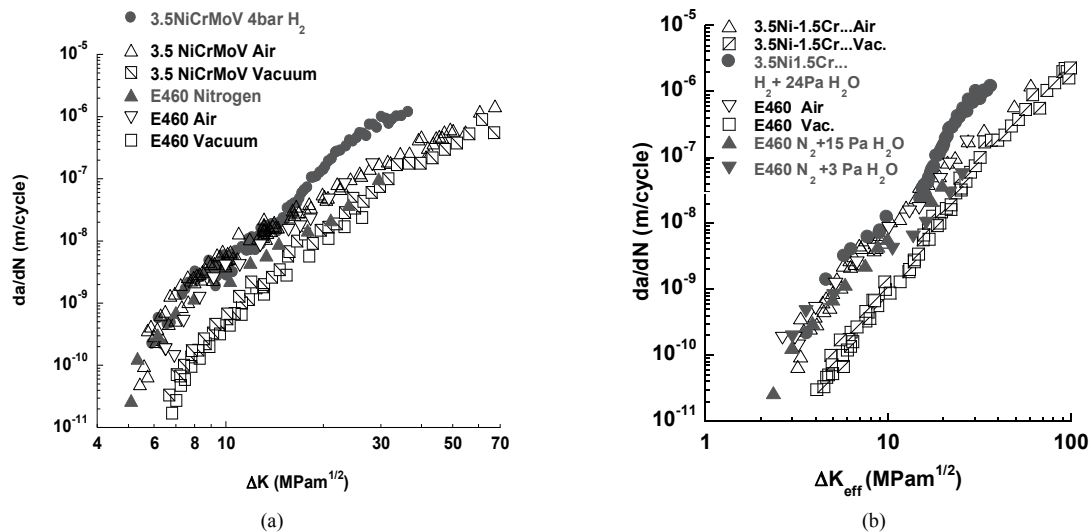 3.5NiCrMoV 4bar H2
3.5 NiCrMoV Air
3.5 NiCrMoV Vacuum
E460 Nitrogen
E460 Air
E460 Vacuum
da/dN (m/cycle)
10-5
10-6
10-7
10-8
10-9
10-10
10-11
4 6 8 10 30 50 70
ΔK (MPam1/2)
(a)
3.5Ni-1.5Cr...Air
3.5Ni-1.5Cr...Vac.
3.5Ni1.5Cr...
H2+ 24Pa H2O
E460 Air
E460 Vac.
E460 N2+15 Pa H2O
E460 N2+3 Pa H2O
da/dN (m/cycle)
10-5
10-6
10-7
10-8
10-9
10-10
10-11
1 10 100
ΔKeff (MPam1/2)
(b)